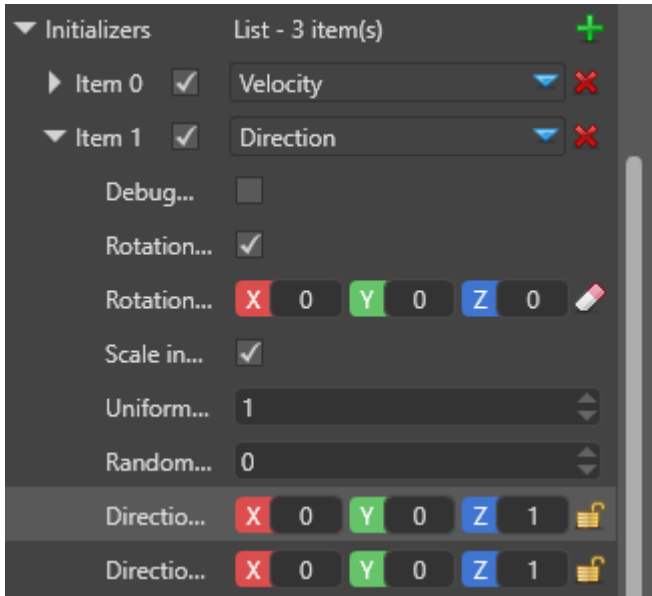 Initializers List - 3 item(s)
Item 0 Velocity
Item 1 Direction
Debug...
Rotation...
Rotation... X 0 Y 0 Z 0
Scale in...
Uniform... 1
Random... 0
Directio... X 0 Y 0 Z 1
Directio... X 0 Y 0 Z 1